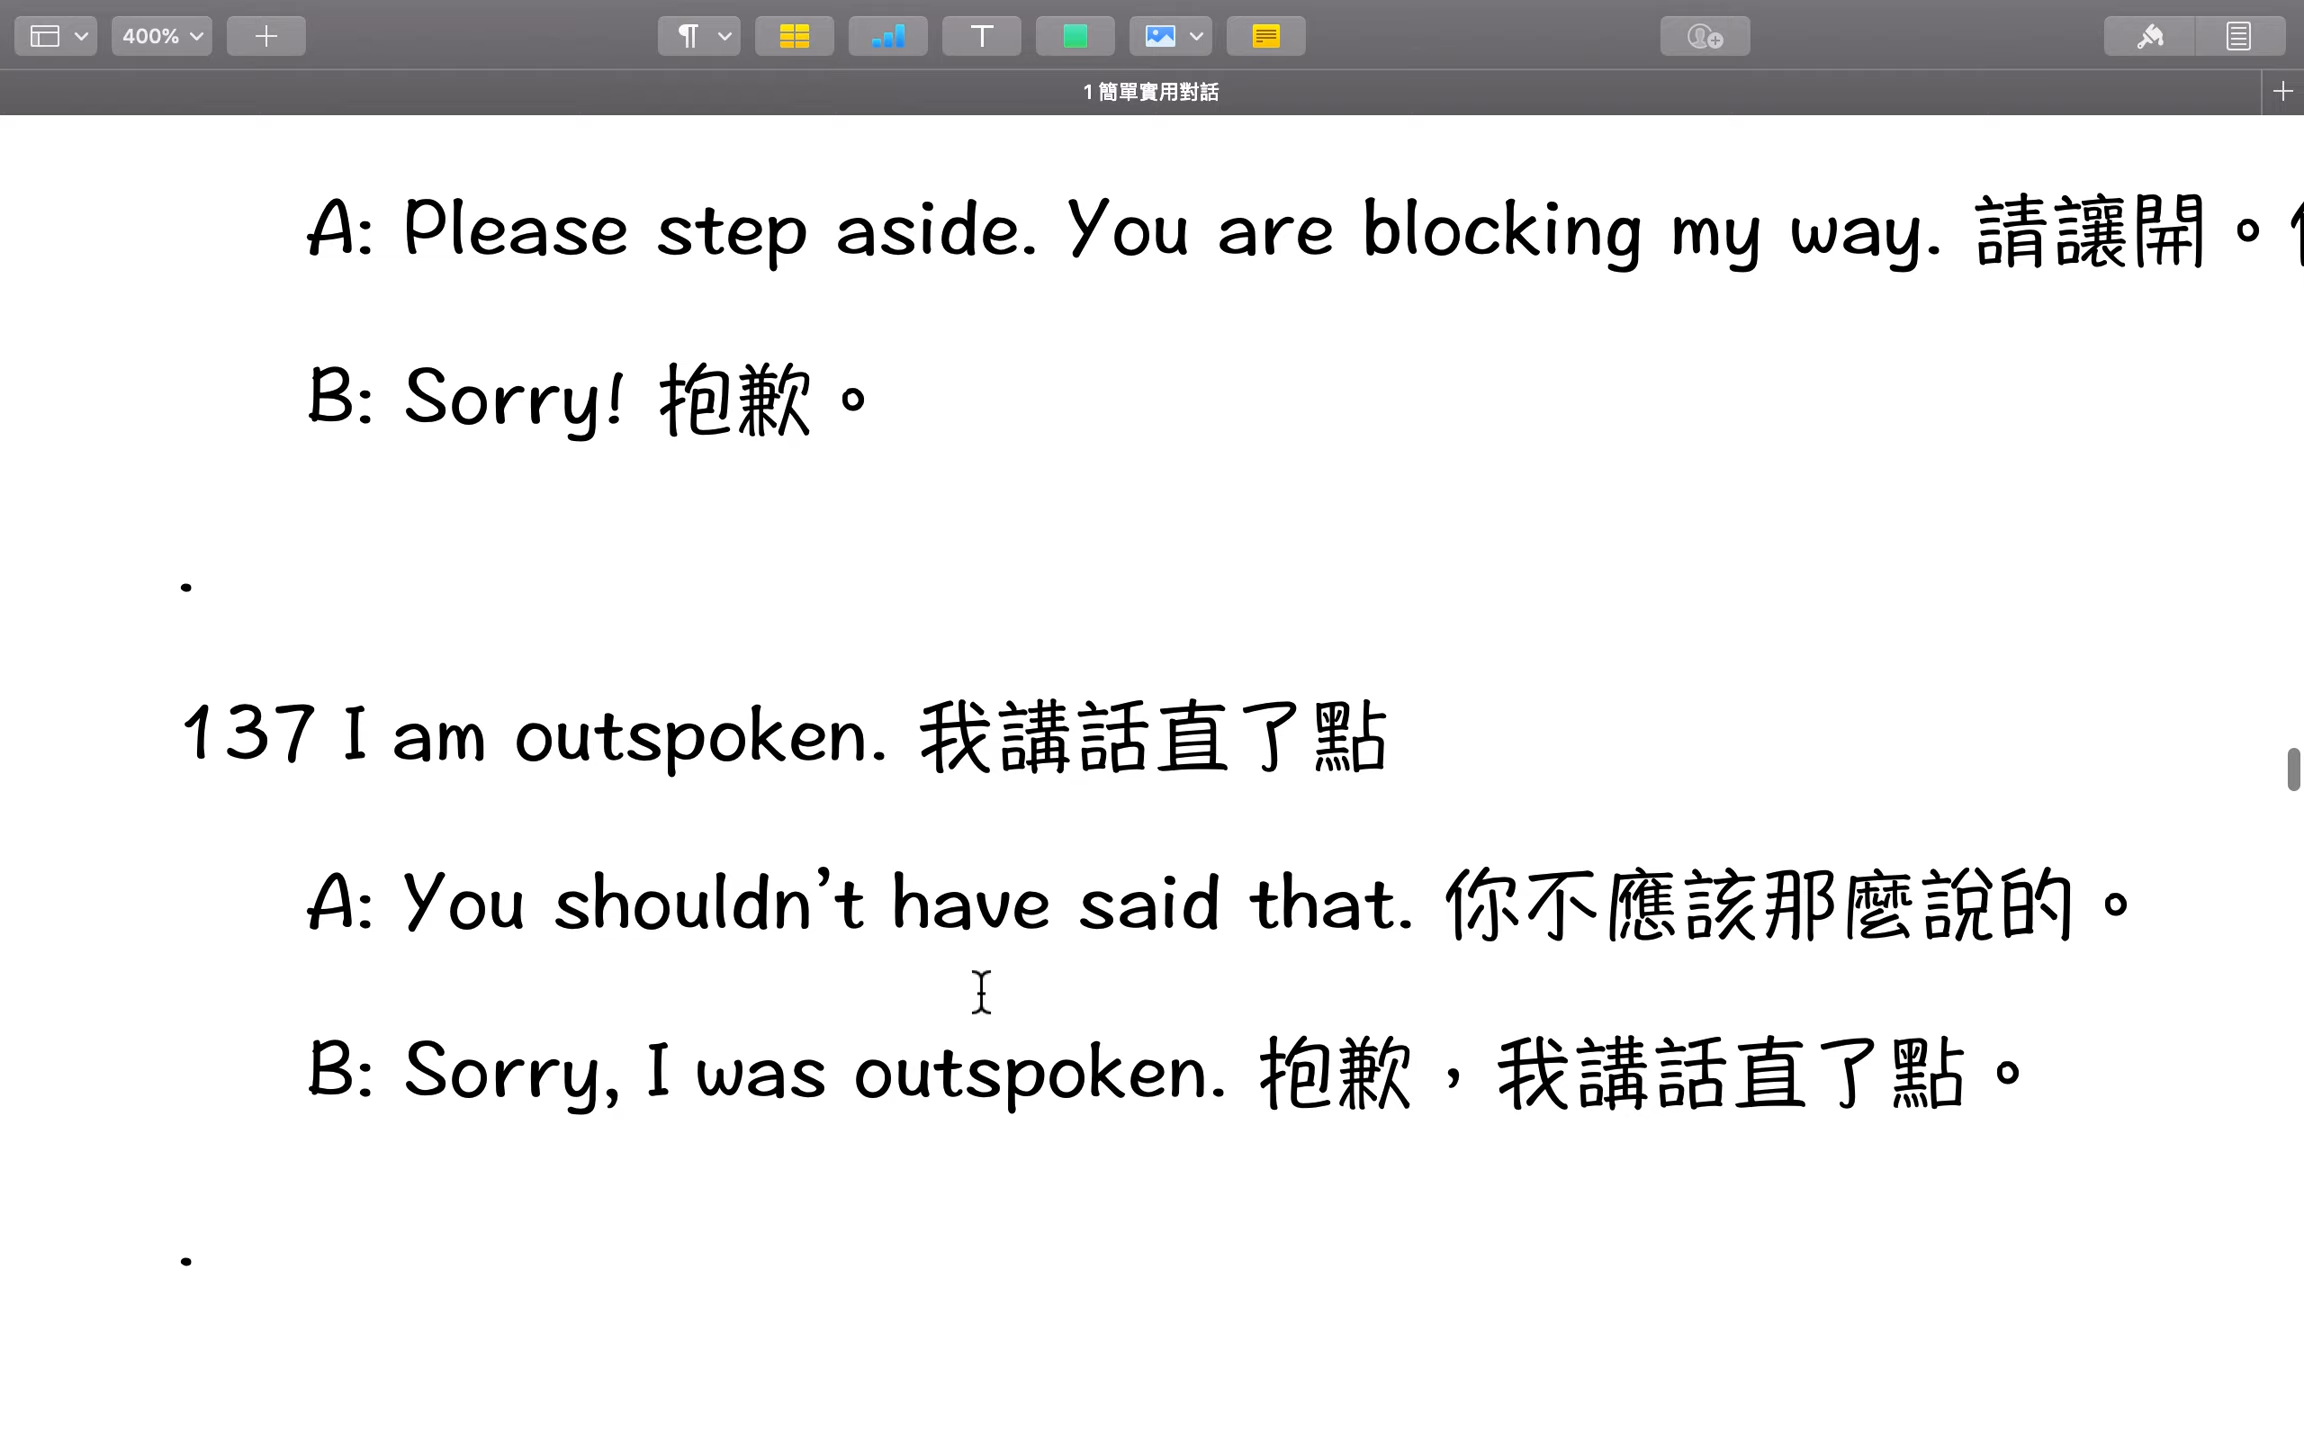 400%
1 簡單實用對話
A: Please step aside. You are blocking my way. 請讓開。
B: Sorry! 抱歉。
.
137 I am outspoken. 我講話直了點
A: You shouldn’t have said that. 你不應該那麼說的。
B: Sorry, I was outspoken. 抱歉，我講話直了點。
.